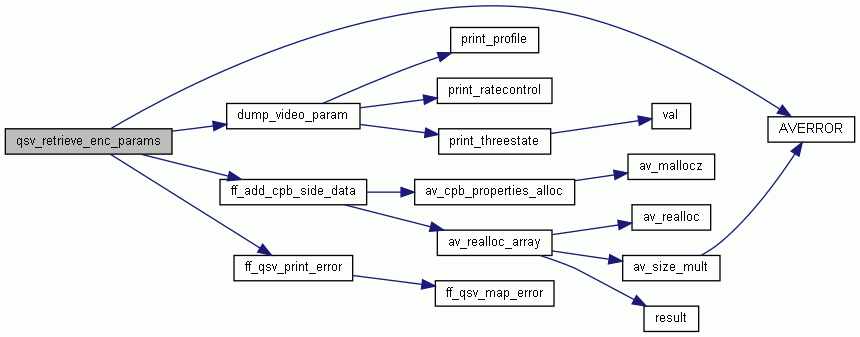 print_profile
print_ratecontrol
dump_video_param
val
AVERROR
qsv_retrieve_enc_params
print_threestate
av_mallocz
ff_add_cpb_side_data
av_cpb_properties_alloc
av_realloc
av_realloc_array
ff_qsv_print_error
av_size_mult
ff_qsv_map_error
result